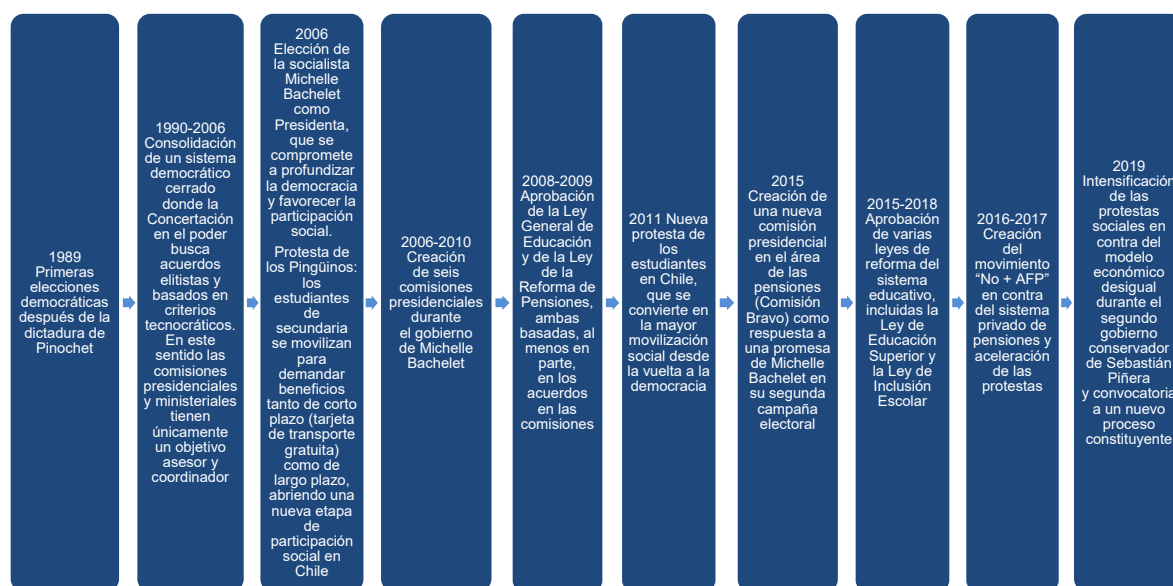 1989
Primeras
elecciones
democráticas
después de la
dictadura de
Pinochet
1990-2006
Consolidación
de un sistema
democrático
cerrado
donde la
Concertación
en el poder
busca
acuerdos
elitistas y
basados en
criterios
tecnocráticos.
En este
sentido las
comisiones
presidenciales
y ministeriales
tienen
únicamente
un objetivo
asesor y
coordinador
2006
Elección de
la socialista
Michelle
Bachelet
como
Presidenta,
que se
compromete
a profundizar
la democracia
y favorecer la
participación
social.
Protesta de
los Pingüinos:
los
estudiantes
de
secundaria
se movilizan
para
demandar
beneficios
tanto de corto
plazo (tarjeta
de transporte
gratuita)
como de
largo plazo,
abriendo una
nueva etapa
de
participación
social en
Chile
2006-2010
Creación
de seis
comisiones
presidenciales
durante
el gobierno
de Michelle
Bachelet
2008-2009
Aprobación
de la Ley
General de
Educación
y de la Ley
de la
Reforma de
Pensiones,
ambas
basadas, al
menos en
parte,
en los
acuerdos
en las
comisiones
2011 Nueva
protesta de
los
estudiantes
en Chile,
que se
convierte en
la mayor
movilización
social desde
la vuelta a la
democracia
2015
Creación de
una nueva
comisión
presidencial
en el área
de las
pensiones
(Comisión
Bravo) como
respuesta a
una promesa
de Michelle
Bachelet en
su segunda
campaña
electoral
2015-2018
Aprobación
de varias
leyes de
reforma del
sistema
educativo,
incluidas la
Ley de
Educación
Superior y
la Ley de
Inclusión
Escolar
2016-2017
Creación
del
movimiento
“No + AFP”
en contra
del sistema
privado de
pensiones y
aceleración
de las
protestas
2019
Intensificación
de las
protestas
sociales en
contra del
modelo
económico
desigual
durante el
segundo
gobierno
conservador
de Sebastián
Piñera
y convocatoria
a un nuevo
proceso
constituyente